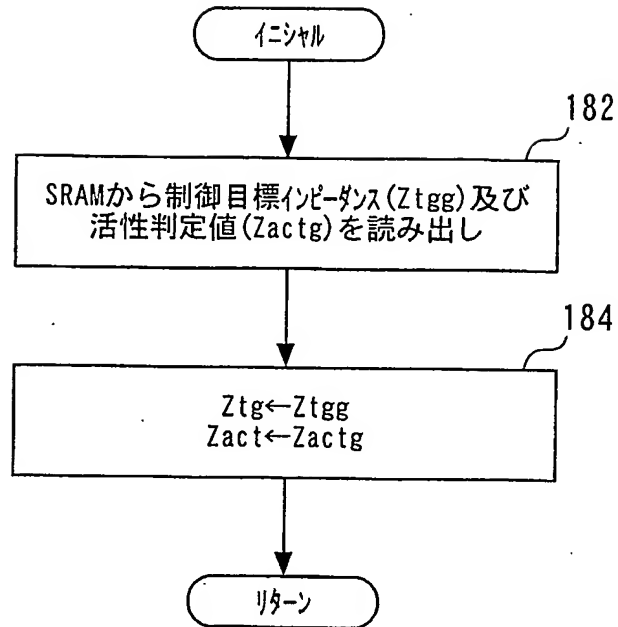 イニシャル
182
SRAMから制御目標インピーダンス(Ztgg)及び
活性判定値(Zactg)を読み出し
184
Ztg←Ztgg
Zact←Zactg
リターン